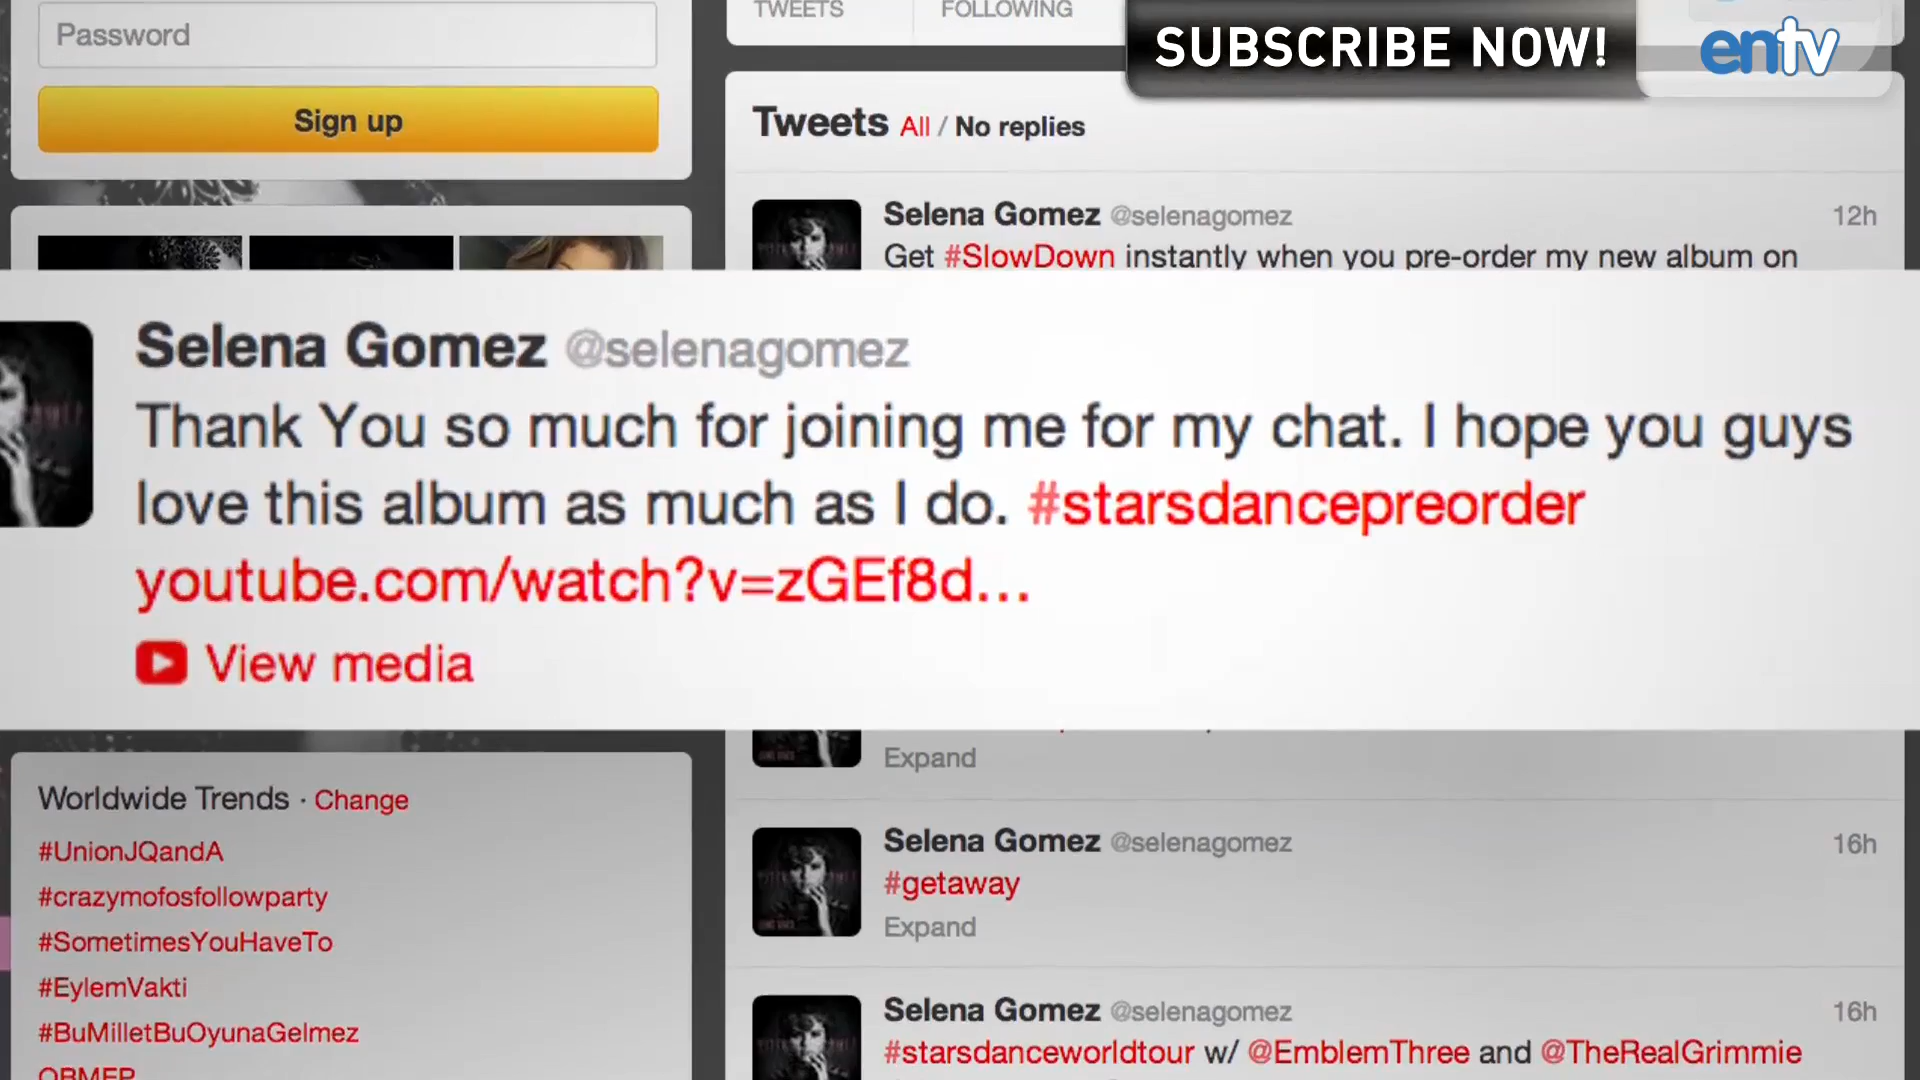 Password
Sign up
TWEETS
FOLLOWING
SUBSCRIBE NOW!
entv
Tweets All / No replies
Selena Gomez @selenagomez 12h
Get #SlowDown instantly when you pre-order my new album on
Selena Gomez @selenagomez
Thank You so much for joining me for my chat. I hope you guys
love this album as much as I do. #starsdancepreorder
youtube.com/watch?v=zGEf8d...
View media
Expand
Worldwide Trends · Change
#UnionJQandA
#crazymofosfollowparty
#SometimesYouHaveTo
#EylemVakti
#BuMilletBuOyunaGelmez
Selena Gomez @selenagomez 16h
#getaway
Expand
Selena Gomez @selenagomez 16h
#starsdanceworldtour w/ @EmblemThree and @TheRealGrimmie